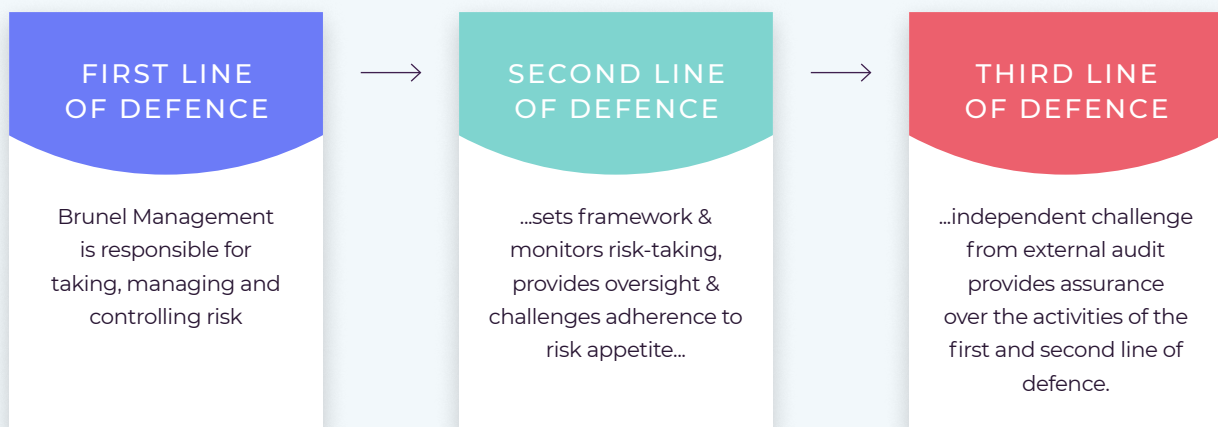 FIRST LINE
OF DEFENCE
Brunel Management
is responsible for
taking, managing and
controlling risk
SECOND LINE
OF DEFENCE
...sets framework &
monitors risk-taking,
provides oversight &
challenges adherence to
risk appetite...
THIRD LINE
OF DEFENCE
...independent challenge
from external audit
provides assurance
over the activities of the
first and second line of
defence.